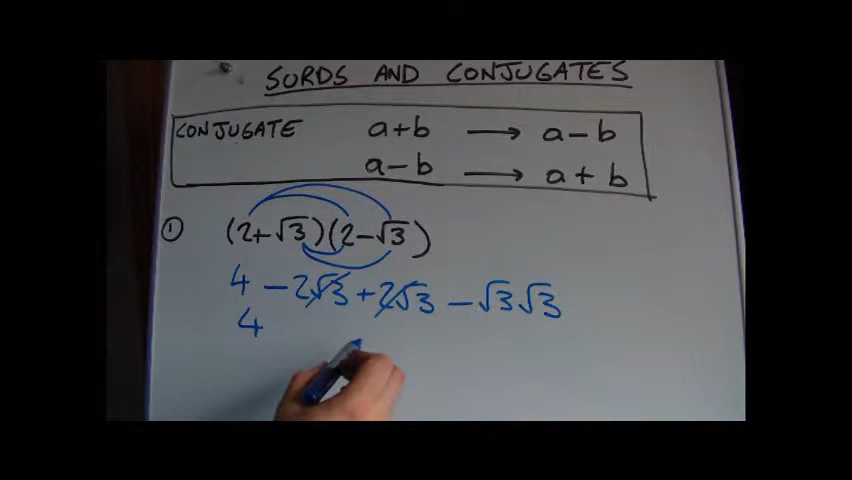 SURDS AND CONJUGATES
CONJUGATE a+b → a-b
a-b → a+b
① (2+√3)(2-√3)
4 - 2√3 + 2√3 - √3√3
4